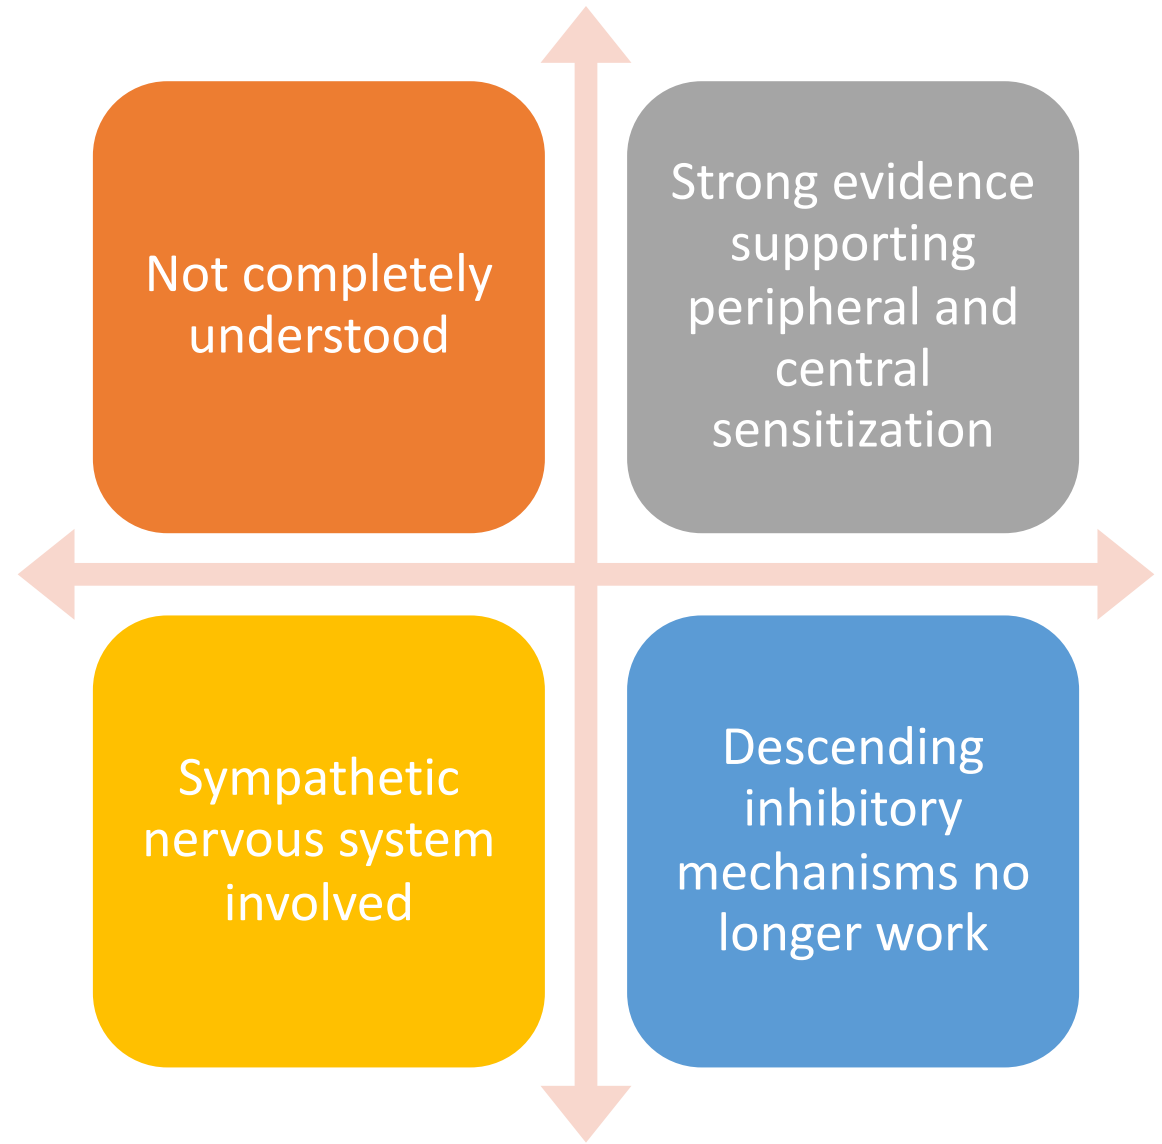 Not completely
understood
Strong evidence
supporting
peripheral and
central
sensitization
Sympathetic
nervous system
involved
Descending
inhibitory
mechanisms no
longer work